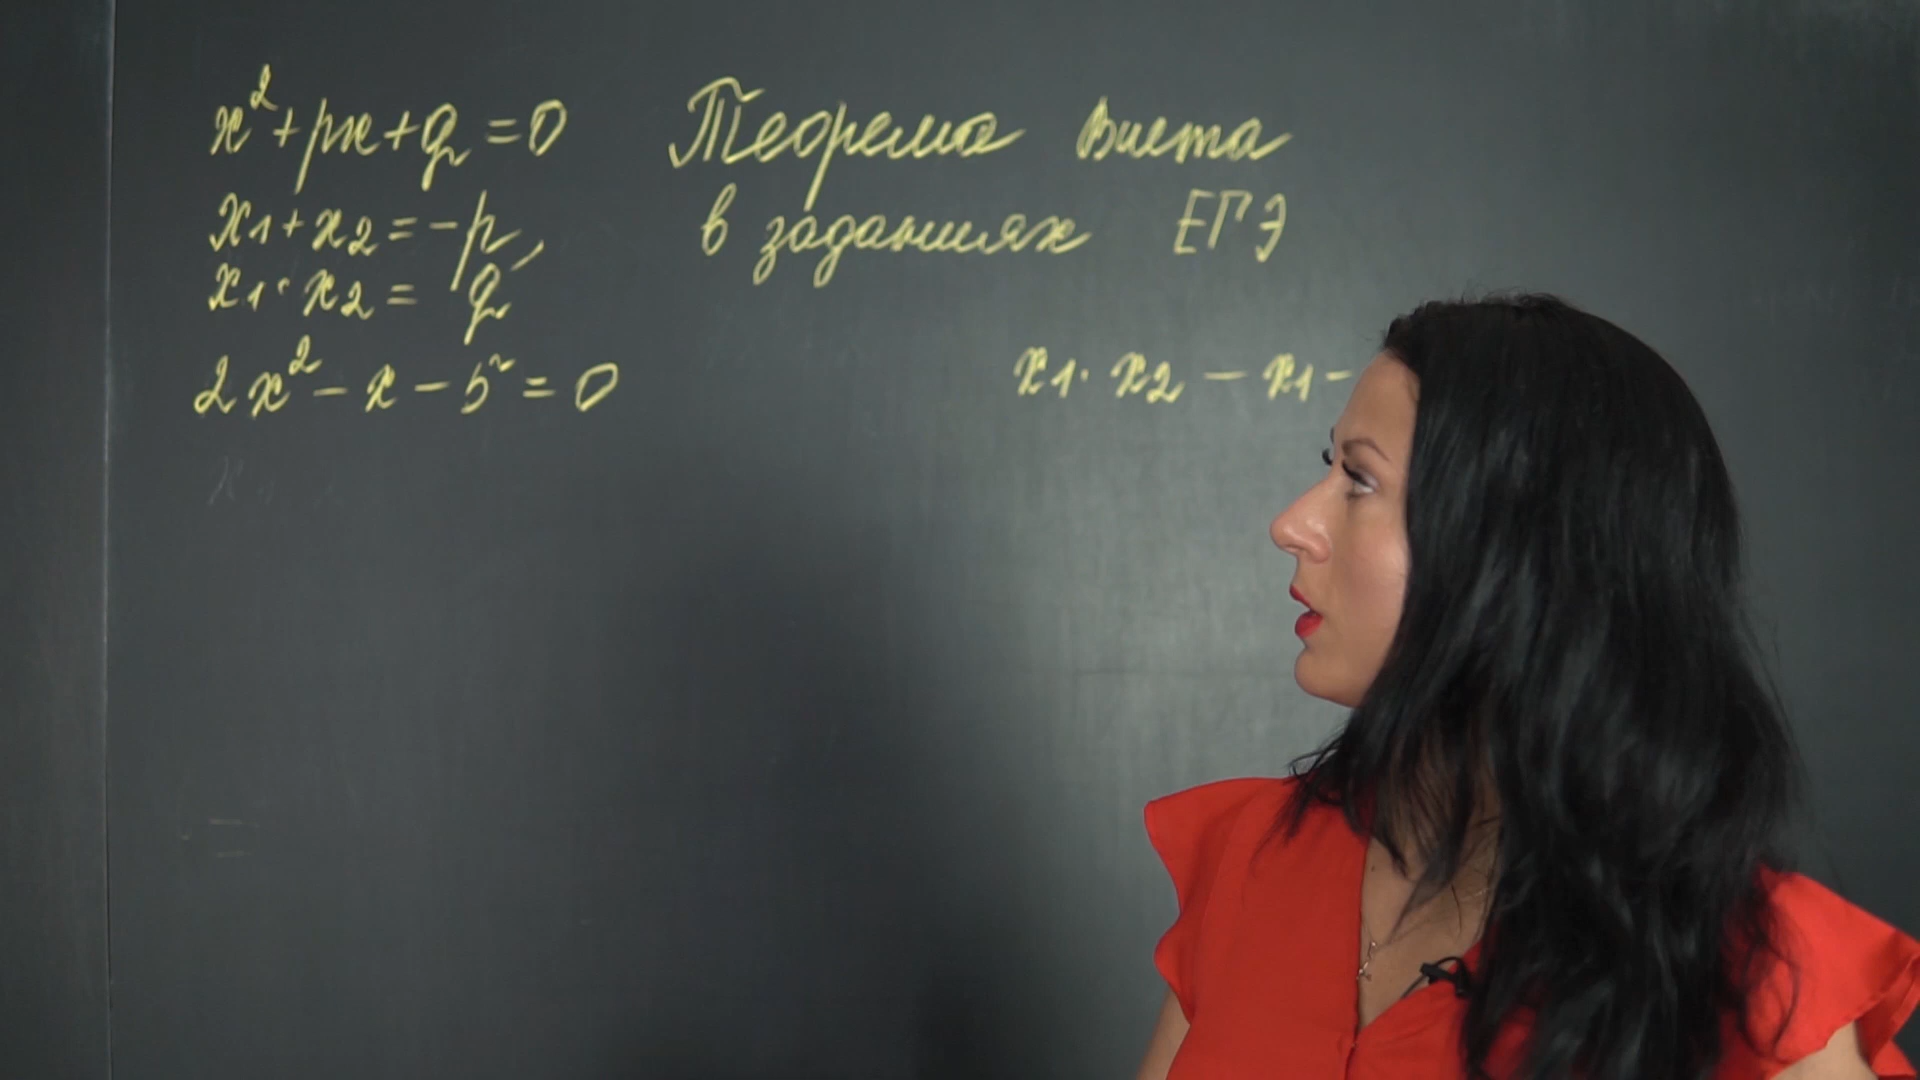 x² + px + q = 0
Теорема Виета
x1 + x2 = -p,
в заданиях ЕГЭ
x1 · x2 = q
2x² - x - 5 = 0
x1 · x2 - x1 -